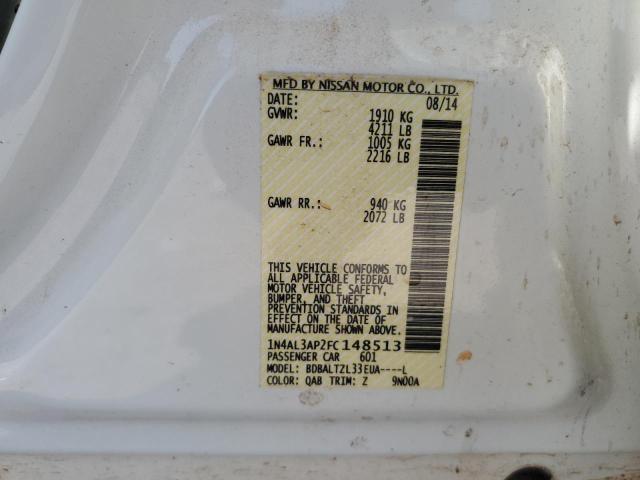 MFD BY NISSAN MOTOR CO., LTD.
DATE: 08/14
GVWR: 1910 KG
4211 LB
GAWR FR.: 1005 KG
2216 LB
GAWR RR.: 940 KG
2072 LB
THIS VEHICLE CONFORMS TO
ALL APPLICABLE FEDERAL
MOTOR VEHICLE SAFETY,
BUMPER, AND THEFT
PREVENTION STANDARDS IN
EFFECT ON THE DATE OF
MANUFACTURE SHOWN ABOVE.
1N4AL3AP2FC148513
PASSENGER CAR 601
MODEL: BDBALTZL33EUA----L
COLOR: QAB TRIM: Z 9N00A